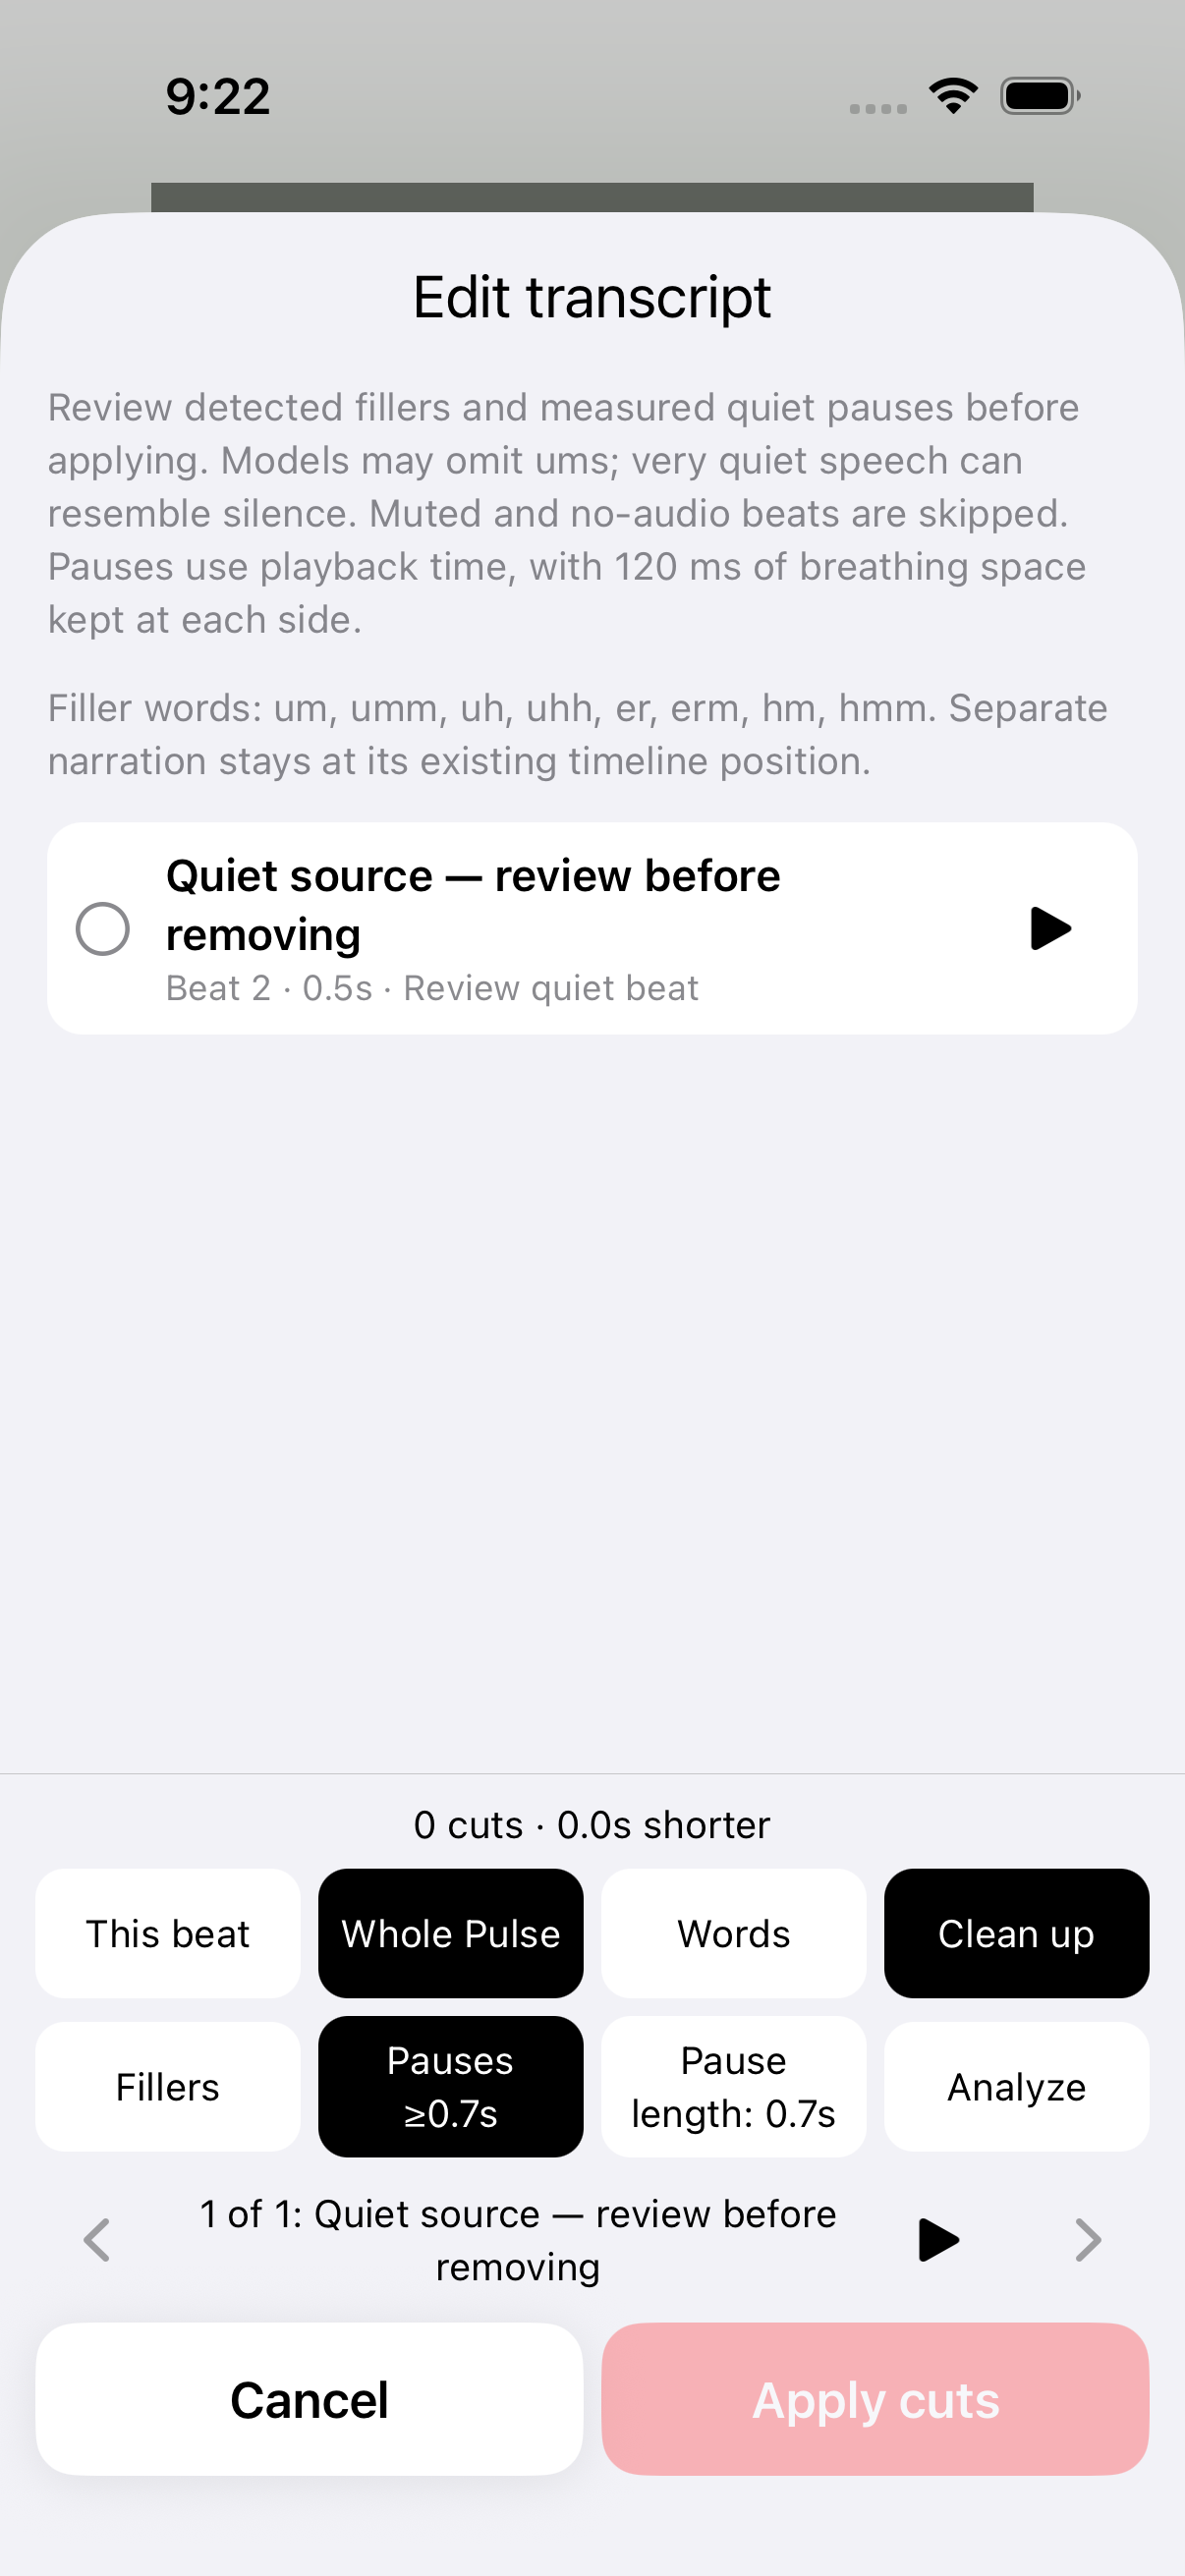 9:22
Edit transcript
Review detected fillers and measured quiet pauses before
applying. Models may omit ums; very quiet speech can
resemble silence. Muted and no-audio beats are skipped.
Pauses use playback time, with 120 ms of breathing space
kept at each side.
Filler words: um, umm, uh, uhh, er, erm, hm, hmm. Separate
narration stays at its existing timeline position.
Quiet source — review before
removing
Beat 2 · 0.5s · Review quiet beat
0 cuts · 0.0s shorter
This beat
Whole Pulse
Words
Clean up
Fillers
Pauses
≥0.7s
Pause
length: 0.7s
Analyze
1 of 1: Quiet source — review before
removing
Cancel
Apply cuts